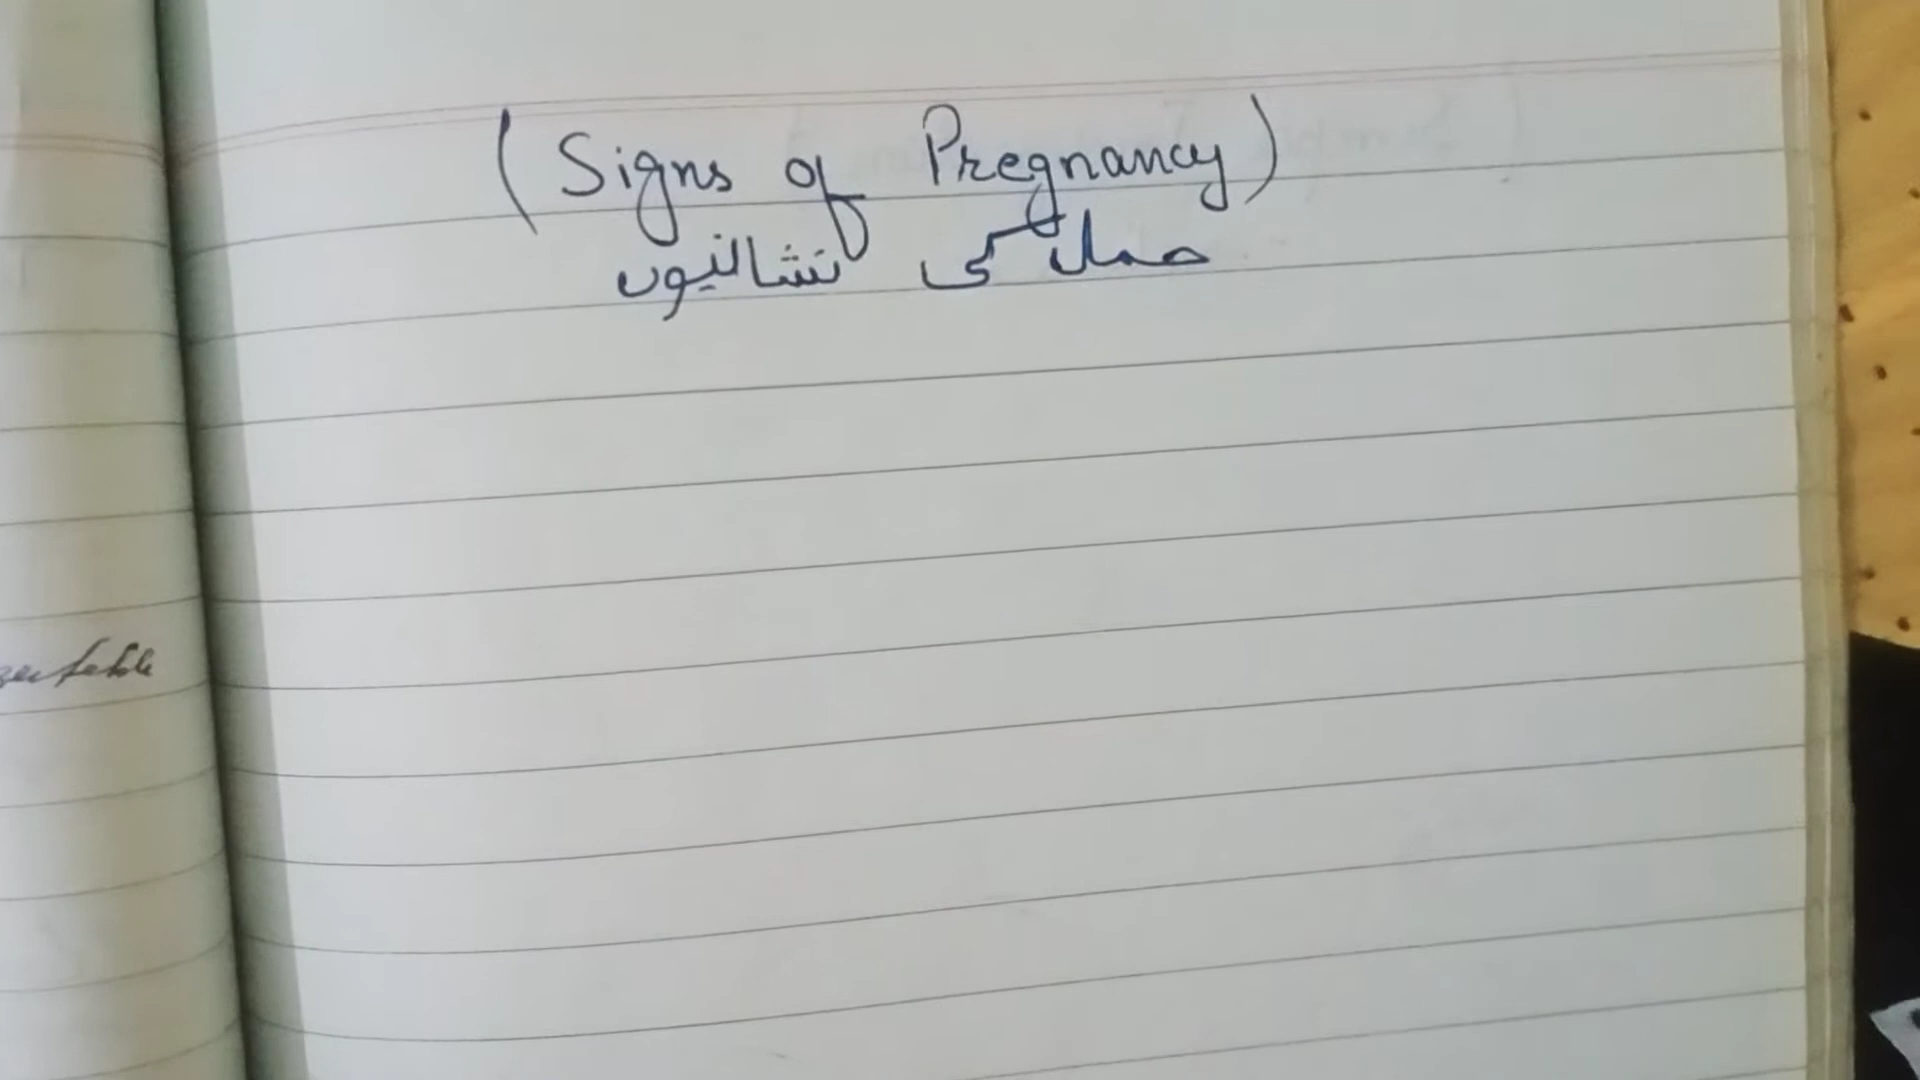 (Signs of Pregnancy)
حمل کی نشانیوں